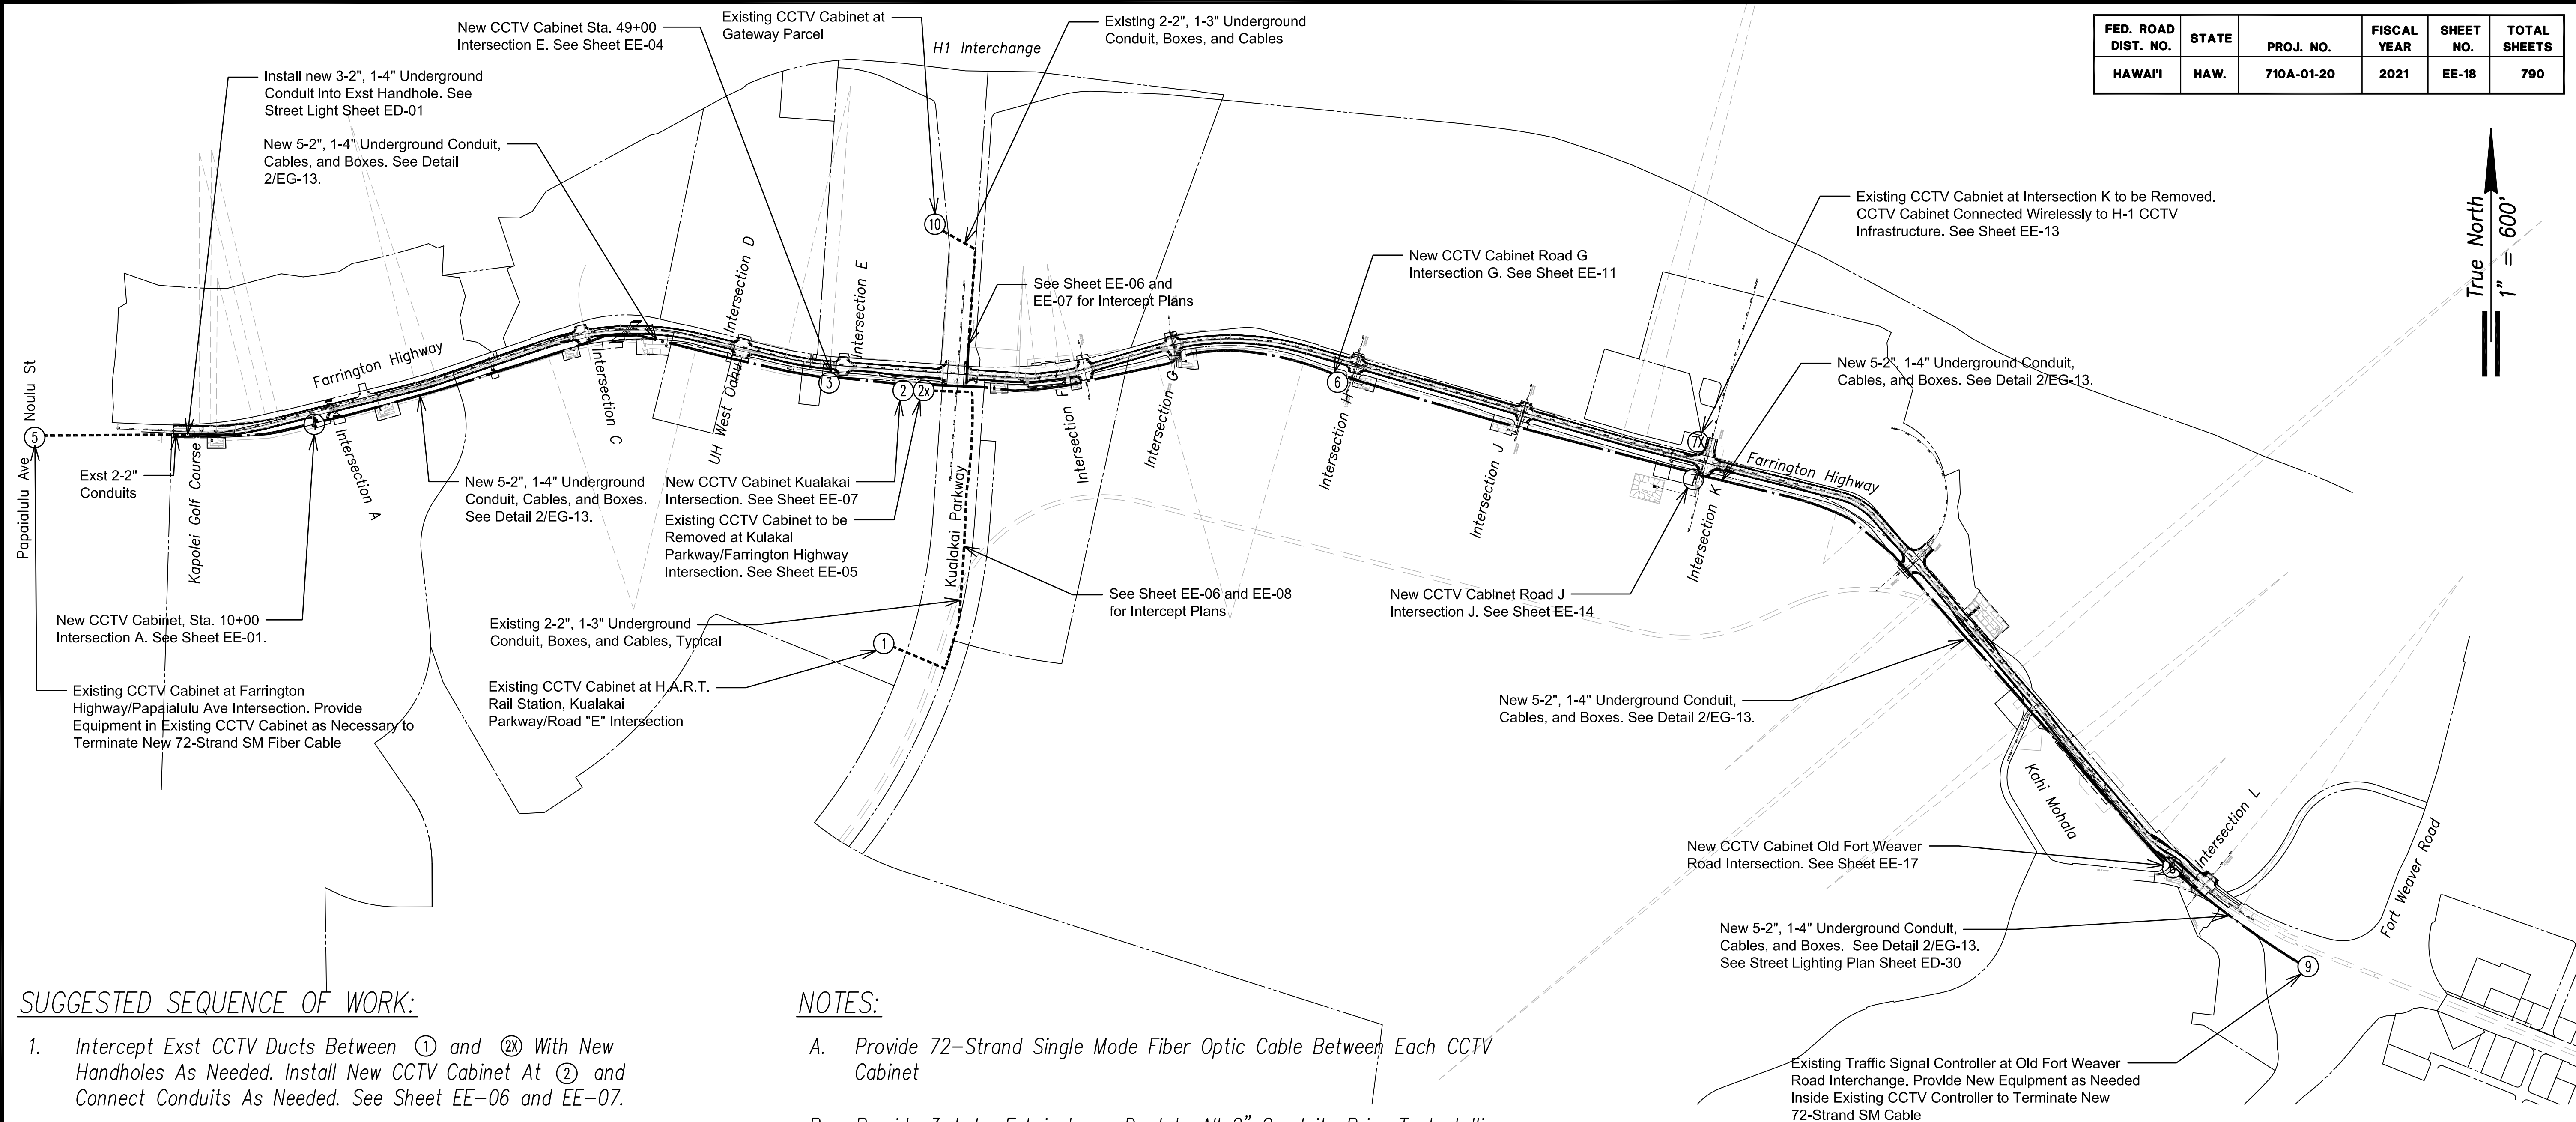 FED. ROAD DIST. NO. STATE PROJ. NO. FISCAL YEAR SHEET NO. TOTAL SHEETS
HAWAI'I HAW. 710A-01-20 2021 EE-18 790
New CCTV Cabinet Sta. 49+00
Intersection E. See Sheet EE-04
Existing CCTV Cabinet at
Gateway Parcel
Existing 2-2", 1-3" Underground
Conduit, Boxes, and Cables
H1 Interchange
Install new 3-2", 1-4" Underground
Conduit into Exst Handhole. See
Street Light Sheet ED-01
New 5-2", 1-4" Underground Conduit,
Cables, and Boxes. See Detail
2/EG-13.
Existing CCTV Cabniet at Intersection K to be Removed.
CCTV Cabinet Connected Wirelessly to H-1 CCTV
Infrastructure. See Sheet EE-13
True North
1" = 600'
10
New CCTV Cabinet Road G
Intersection G. See Sheet EE-11
See Sheet EE-06 and
EE-07 for Intercept Plans
New 5-2", 1-4" Underground Conduit,
Cables, and Boxes. See Detail 2/EG-13.
Papaialulu Ave Noulu St
Farrington Highway
Kapolei Golf Course
Intersection A
Intersection C
UH West Oahu
Intersection D
Intersection E
Intersection F
Intersection G
Intersection H
Intersection J
Intersection K
Farrington Highway
5
3
2
2x
6
7X
7
Exst 2-2"
Conduits
New 5-2", 1-4" Underground
Conduit, Cables, and Boxes.
See Detail 2/EG-13.
New CCTV Cabinet Kualakai
Intersection. See Sheet EE-07
Existing CCTV Cabinet to be
Removed at Kulakai
Parkway/Farrington Highway
Intersection. See Sheet EE-05
Kualakai Parkway
See Sheet EE-06 and EE-08
for Intercept Plans
New CCTV Cabinet Road J
Intersection J. See Sheet EE-14
New CCTV Cabinet, Sta. 10+00
Intersection A. See Sheet EE-01.
Existing 2-2", 1-3" Underground
Conduit, Boxes, and Cables, Typical
1
Existing CCTV Cabinet at H.A.R.T.
Rail Station, Kualakai
Parkway/Road "E" Intersection
Existing CCTV Cabinet at Farrington
Highway/Papaialulu Ave Intersection. Provide
Equipment in Existing CCTV Cabinet as Necessary to
Terminate New 72-Strand SM Fiber Cable
New 5-2", 1-4" Underground Conduit,
Cables, and Boxes. See Detail 2/EG-13.
Kahi Mohala
Intersection L
Fort Weaver Road
New CCTV Cabinet Old Fort Weaver
Road Intersection. See Sheet EE-17
8
New 5-2", 1-4" Underground Conduit,
Cables, and Boxes. See Detail 2/EG-13.
See Street Lighting Plan Sheet ED-30
9
Existing Traffic Signal Controller at Old Fort Weaver
Road Interchange. Provide New Equipment as Needed
Inside Existing CCTV Controller to Terminate New
72-Strand SM Cable
SUGGESTED SEQUENCE OF WORK:
1. Intercept Exst CCTV Ducts Between 1 and 2X With New
Handholes As Needed. Install New CCTV Cabinet At 2 and
Connect Conduits As Needed. See Sheet EE-06 and EE-07.
NOTES:
A. Provide 72-Strand Single Mode Fiber Optic Cable Between Each CCTV
Cabinet